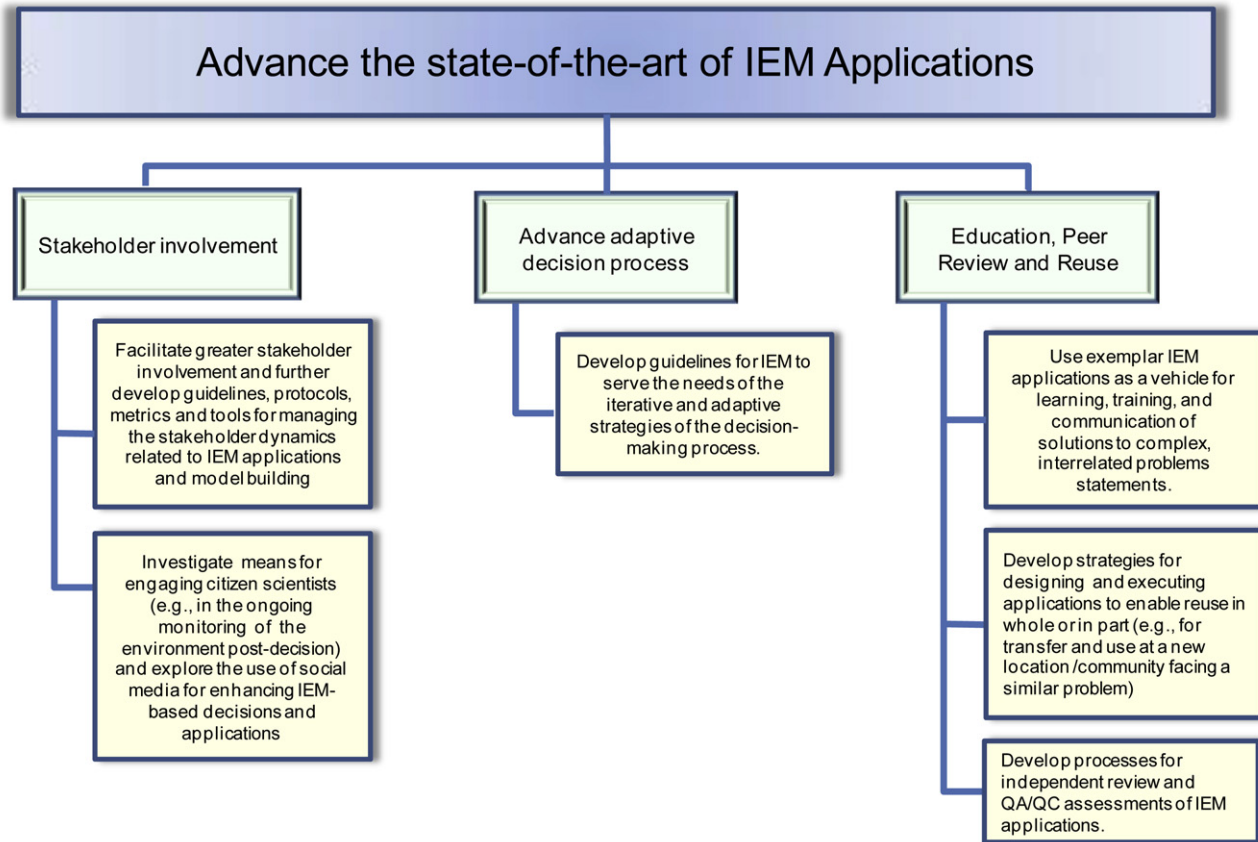 Advance the state-of-the-art of IEM Applications
Stakeholder involvement
Facilitate greater stakeholder
involvement and further
develop guidelines, protocols,
metrics and tools for managing
the stakeholder dynamics
related to IEM applications
and model building
Investigate means for
engaging citizen scientists
(e.g., in the ongoing
monitoring of the
environment post-decision)
and explore the use of social
media for enhancing IEM-
based decisions and
applications
Advance adaptive
decision process
Develop guidelines for IEM to
serve the needs of the
iterative and adaptive
strategies of the decision-
making process.
Education, Peer
Review and Reuse
Use exemplar IEM
applications as a vehicle for
learning, training, and
communication of
solutions to complex,
interrelated problems
statements.
Develop strategies for
designing and executing
applications to enable reuse in
whole or in part (e.g., for
transfer and use at a new
location/community facing a
similar problem)
Develop processes for
independent review and
QA/QC assessments of IEM
applications.